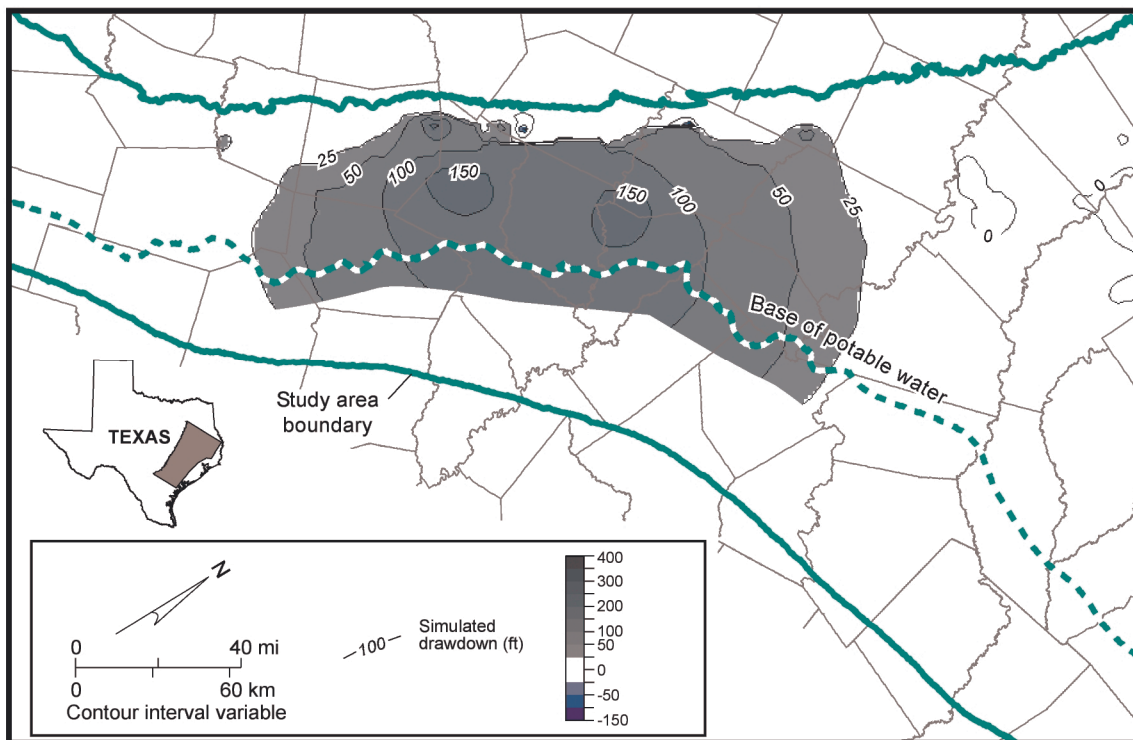 25
50
100
150
150
100
50
25
0
0
Base of potable water
Study area
boundary
TEXAS
N
0 40 mi
0 60 km
Contour interval variable
100
Simulated
drawdown (ft)
400
300
200
100
50
0
-50
-150